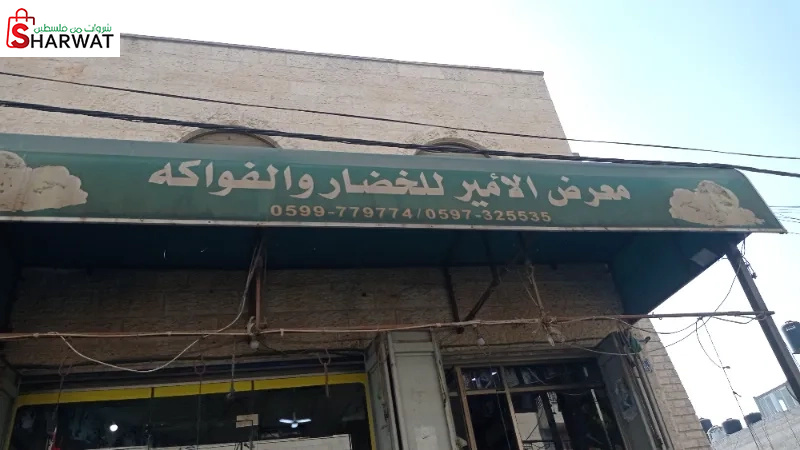 شروات من فلسطين
SHARWAT
معرض الأمير للخضار والفواكه
0599-779774/0597-325535